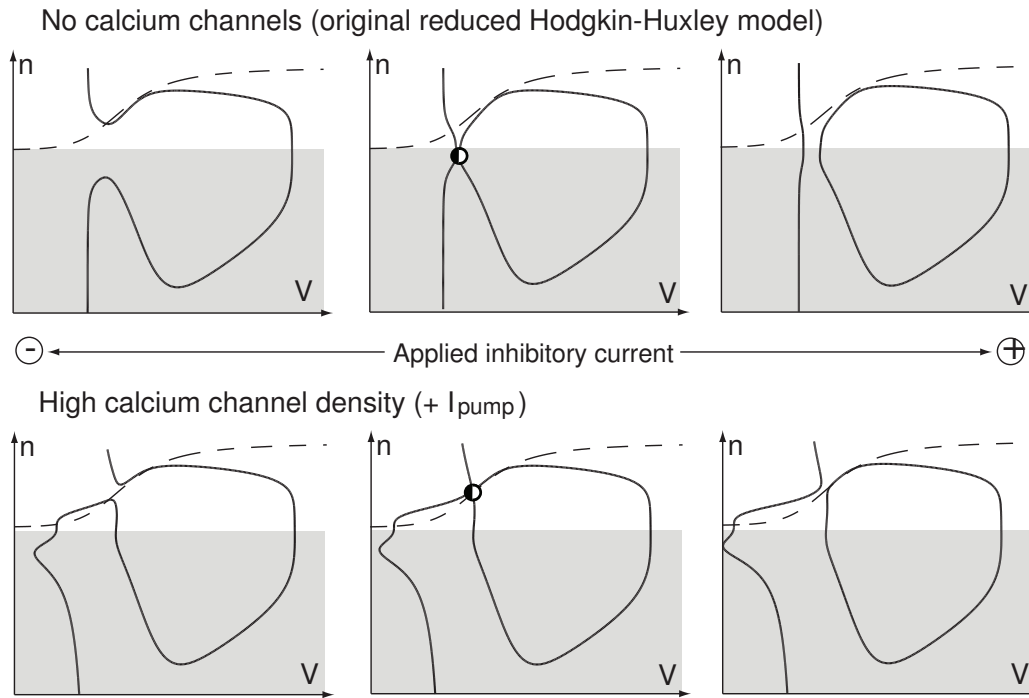 No calcium channels (original reduced Hodgkin-Huxley model)
n n n
V V V
- Applied inhibitory current +
High calcium channel density (+ Ipump)
n n n
V V V